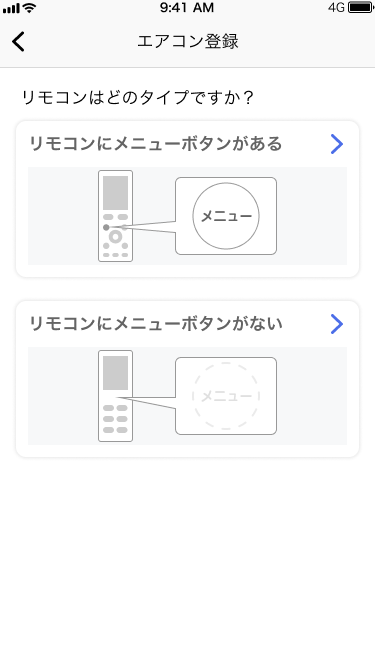 9:41 AM
4G
エアコン登録
リモコンはどのタイプですか？
リモコンにメニューボタンがある
メニュー
リモコンにメニューボタンがない
メニュー